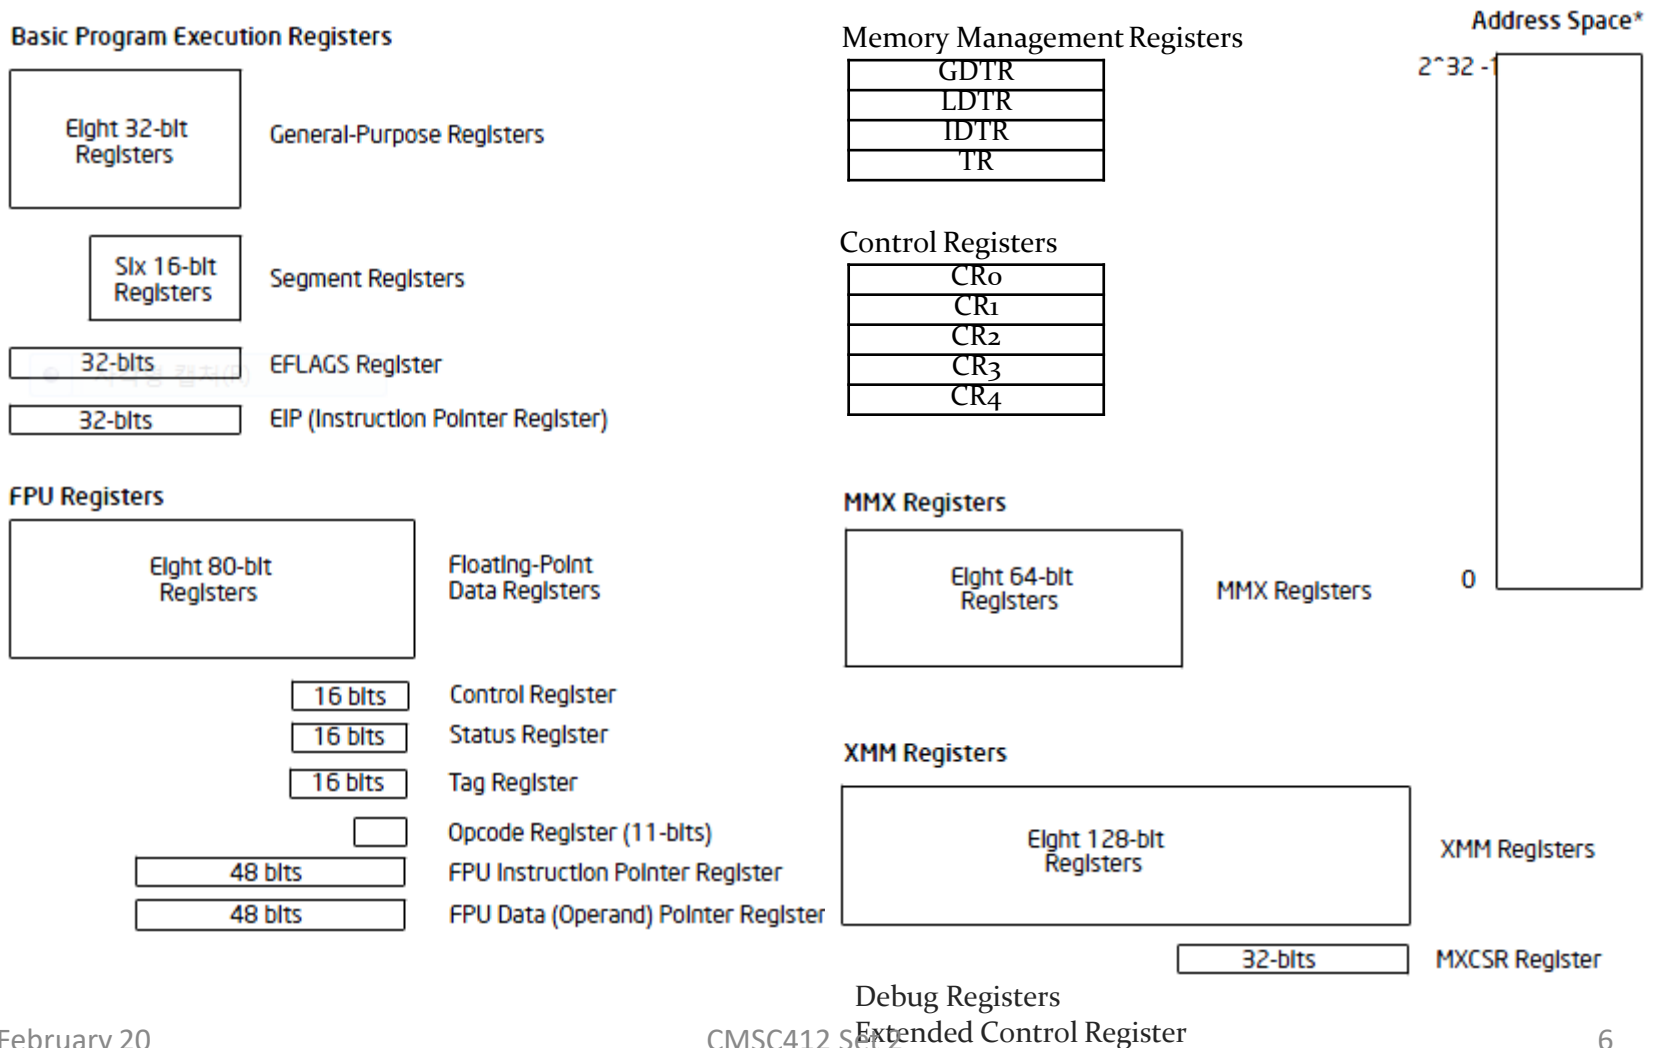 Basic Program Execution Registers
Eight 32-bit
Registers
General-Purpose Registers
Six 16-bit
Registers
Segment Registers
32-bits
EFLAGS Register
32-bits
EIP (Instruction Pointer Register)
FPU Registers
Eight 80-bit
Registers
Floating-Point
Data Registers
16 bits
Control Register
16 bits
Status Register
16 bits
Tag Register
Opcode Register (11-bits)
48 bits
FPU Instruction Pointer Register
48 bits
FPU Data (Operand) Pointer Register
Memory Management Registers
GDTR
LDTR
IDTR
TR
Control Registers
CR0
CR1
CR2
CR3
CR4
MMX Registers
Eight 64-bit
Registers
MMX Registers
XMM Registers
Eight 128-bit
Registers
XMM Registers
32-bits
MXCSR Register
Address Space*
2^32 -1
0
Debug Registers
Extended Control Register
February 20
CMSC412 Set 2
6